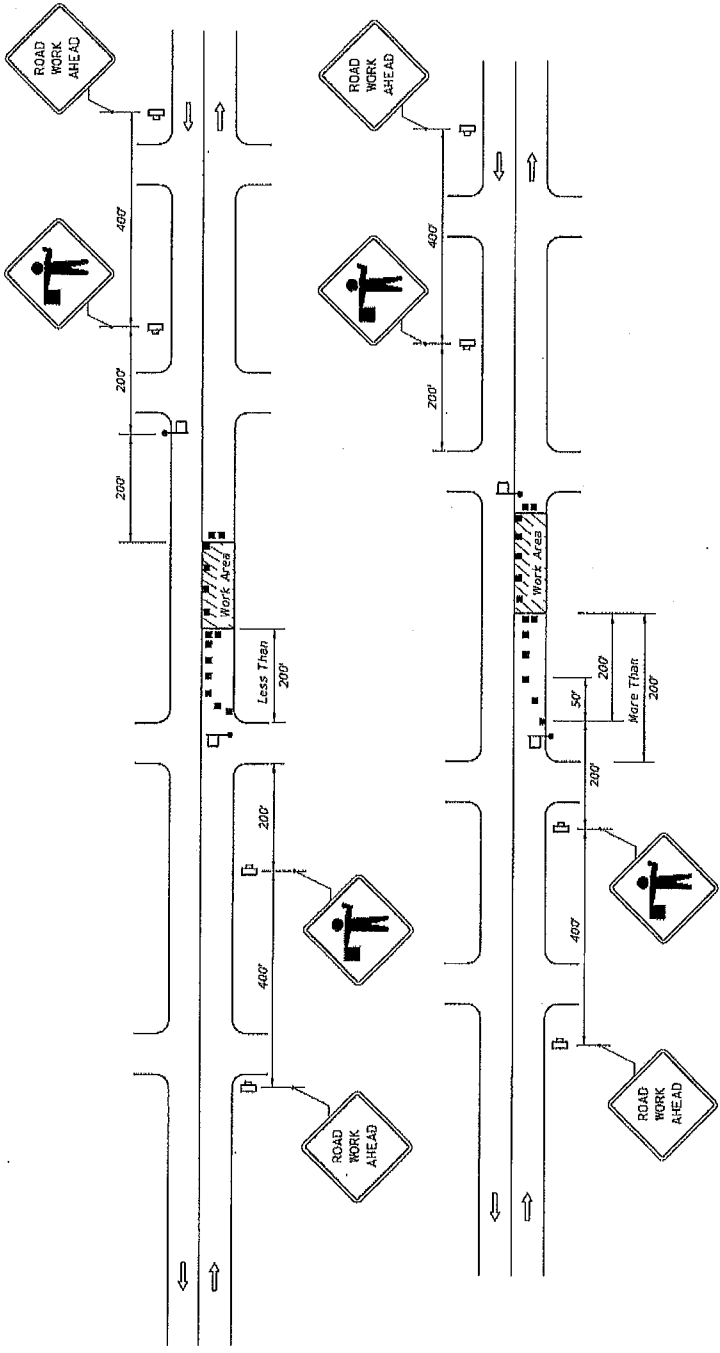 ROAD
WORK
AHEAD
400'
200'
200'
Work Area
Less Than
200'
200'
400'
ROAD
WORK
AHEAD
ROAD
WORK
AHEAD
400'
200'
Work Area
200'
More Than
200'
50'
200'
400'
ROAD
WORK
AHEAD